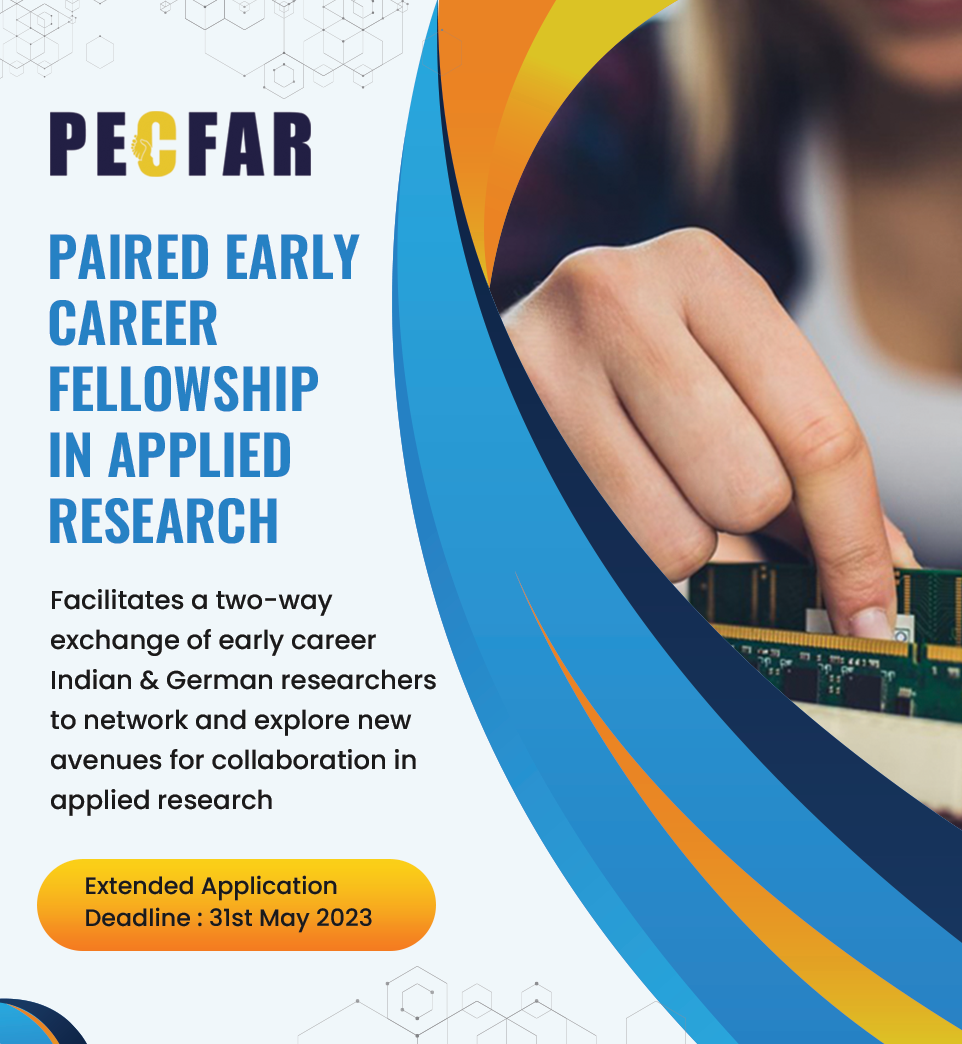 PECFAR
PAIRED EARLY
CAREER
FELLOWSHIP
IN APPLIED
RESEARCH
Facilitates a two-way
exchange of early career
Indian & German researchers
to network and explore new
avenues for collaboration in
applied research
Extended Application
Deadline : 31st May 2023